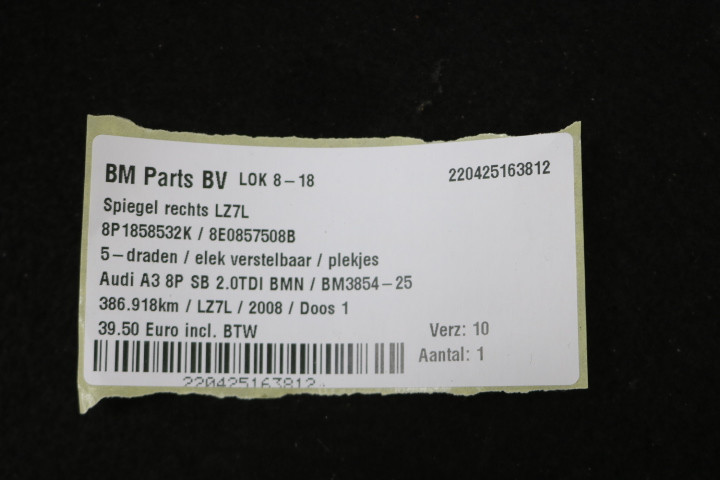 BM Parts BV LOK 8-18 220425163812
Spiegel rechts LZ7L
8P1858532K / 8E0857508B
5-draden / elek verstelbaar / plekjes
Audi A3 8P SB 2.0TDI BMN / BM3854-25
386.918km / LZ7L / 2008 / Doos 1
39.50 Euro incl. BTW Verz: 10
Aantal: 1
220425163812